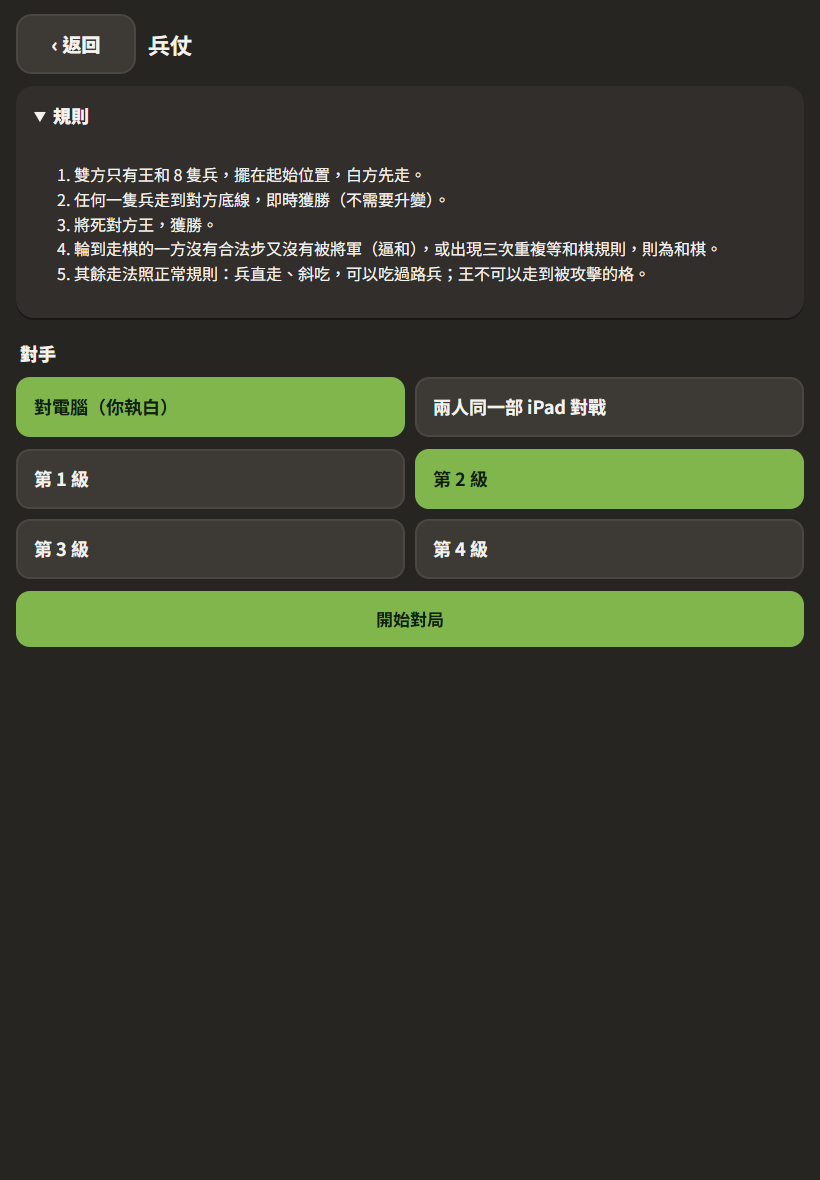 ‹ 返回
兵仗
▼ 規則
1. 雙方只有王和 8 隻兵，擺在起始位置，白方先走。
2. 任何一隻兵走到對方底線，即時獲勝（不需要升變）。
3. 將死對方王，獲勝。
4. 輪到走棋的一方沒有合法步又沒有被將軍（逼和），或出現三次重複等和棋規則，則為和棋。
5. 其餘走法照正常規則：兵直走、斜吃，可以吃過路兵；王不可以走到被攻擊的格。
對手
對電腦（你執白）
兩人同一部 iPad 對戰
第 1 級
第 2 級
第 3 級
第 4 級
開始對局